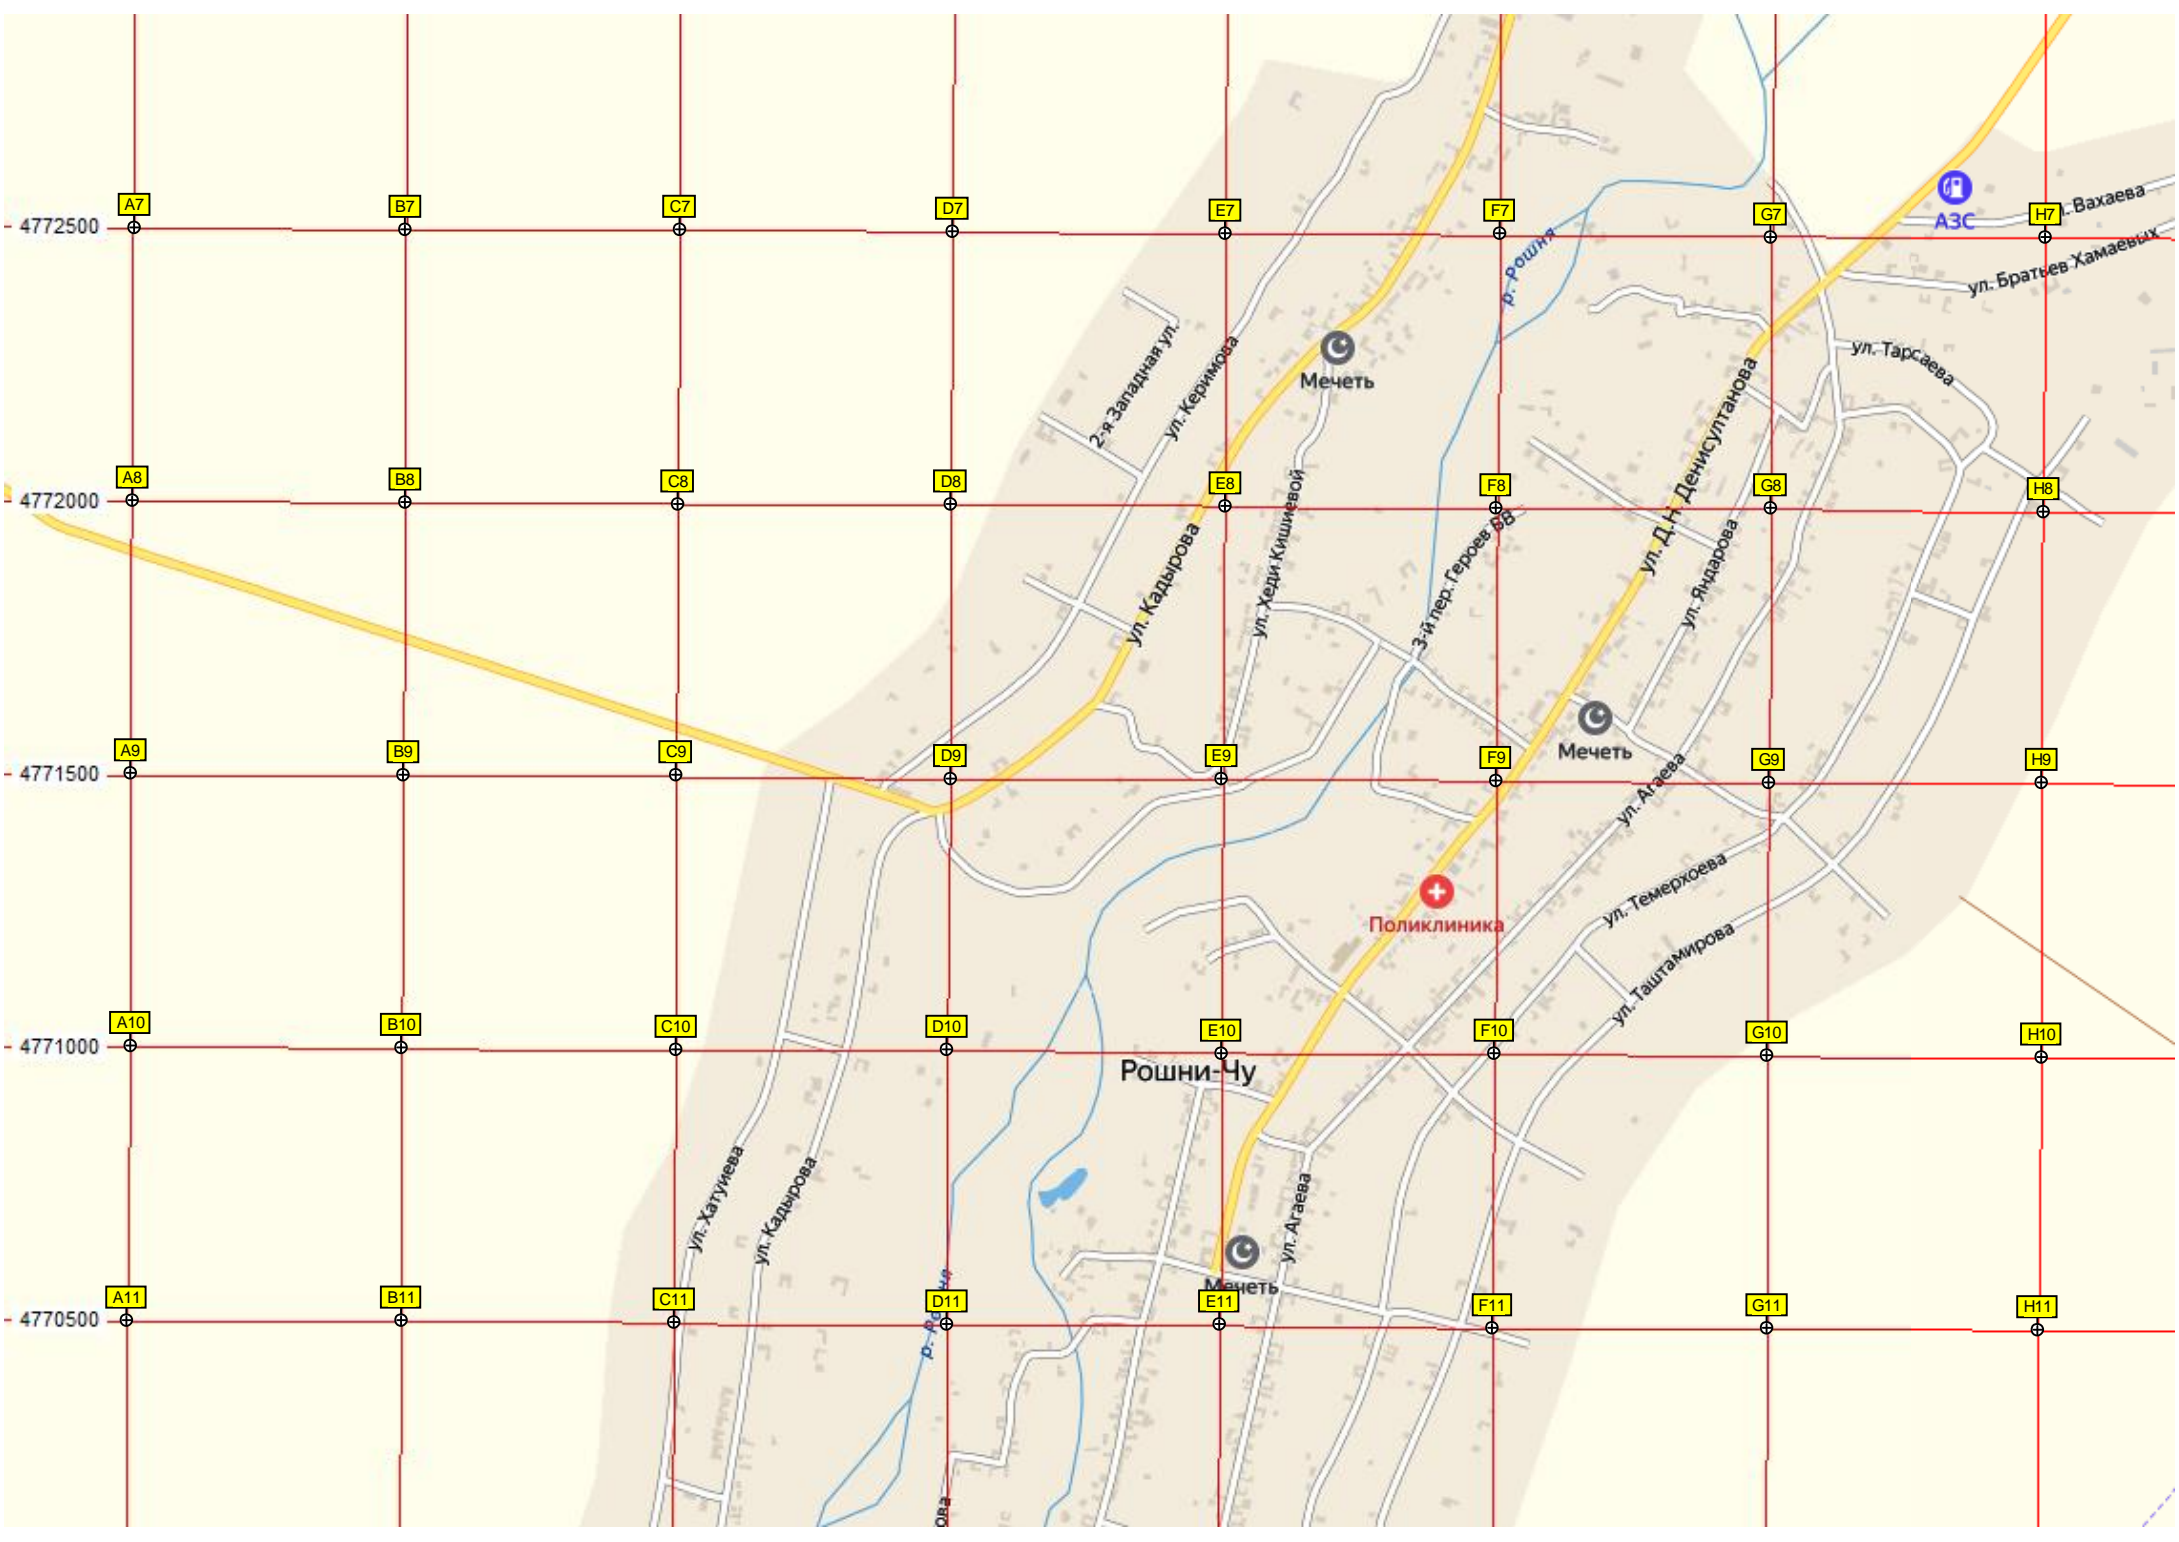 A7
B7
C7
D7
E7
F7
G7
H7
4772500
АЗС
л. Вахаева
ул. Братьев Хамаевых
р. Рошня
Мечеть
2-я Западная ул.
ул. Керимова
ул. Тарсаева
ул. Д.Н. Денисултанова
A8
B8
C8
D8
E8
F8
G8
H8
4772000
ул. Кадырова
ул. Хеди Кишиевой
3-й пер. Героев ВВ
ул. Яндарова
Мечеть
A9
B9
C9
D9
E9
F9
G9
H9
4771500
ул. Агаева
ул. Темерхоева
Поликлиника
ул. Таштамирова
A10
B10
C10
D10
E10
F10
G10
H10
4771000
Рошни-Чу
ул. Хатуиева
ул. Кадырова
ул. Агаева
Мечеть
A11
B11
C11
D11
E11
F11
G11
H11
4770500
р. Рошня
ова